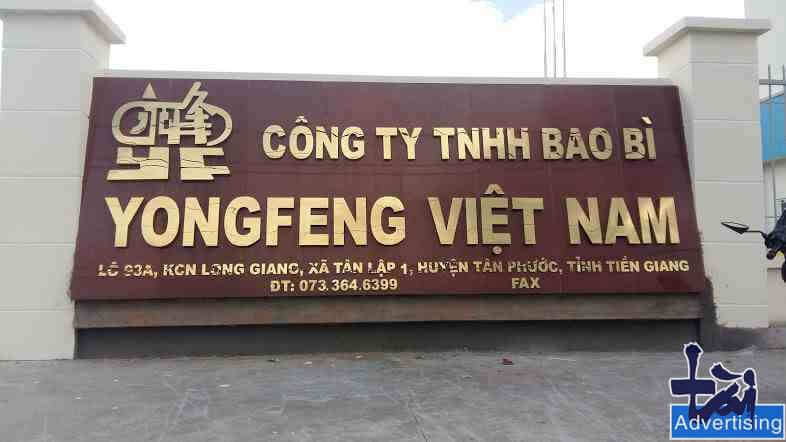 CÔNG TY TNHH BAO BÌ
YONGFENG VIỆT NAM
LÔ 93A, KCN LONG GIANG, XÃ TÂN LẬP 1, HUYỆN TÂN PHƯỚC, TỈNH TIỀN GIANG
ĐT: 073.364.6399 FAX
tài
Advertising